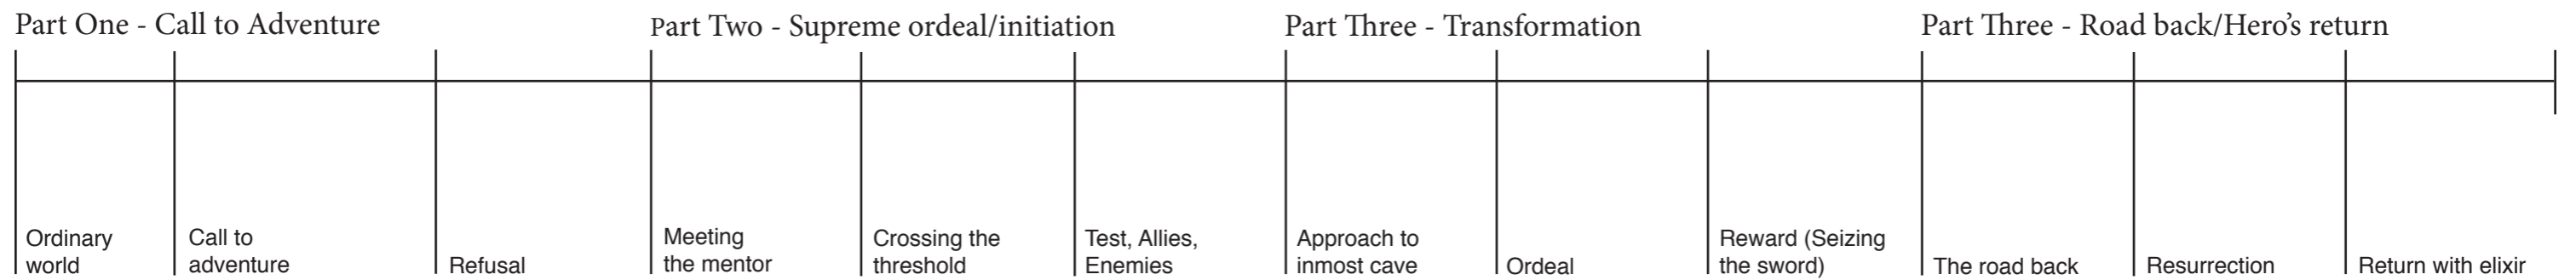 Part One - Call to Adventure
Part Two - Supreme ordeal/initiation
Part Three - Transformation
Part Three - Road back/Hero’s return
Ordinary
world
Call to
adventure
Refusal
Meeting
the mentor
Crossing the
threshold
Test, Allies,
Enemies
Approach to
inmost cave
Ordeal
Reward (Seizing
the sword)
The road back
Resurrection
Return with elixir